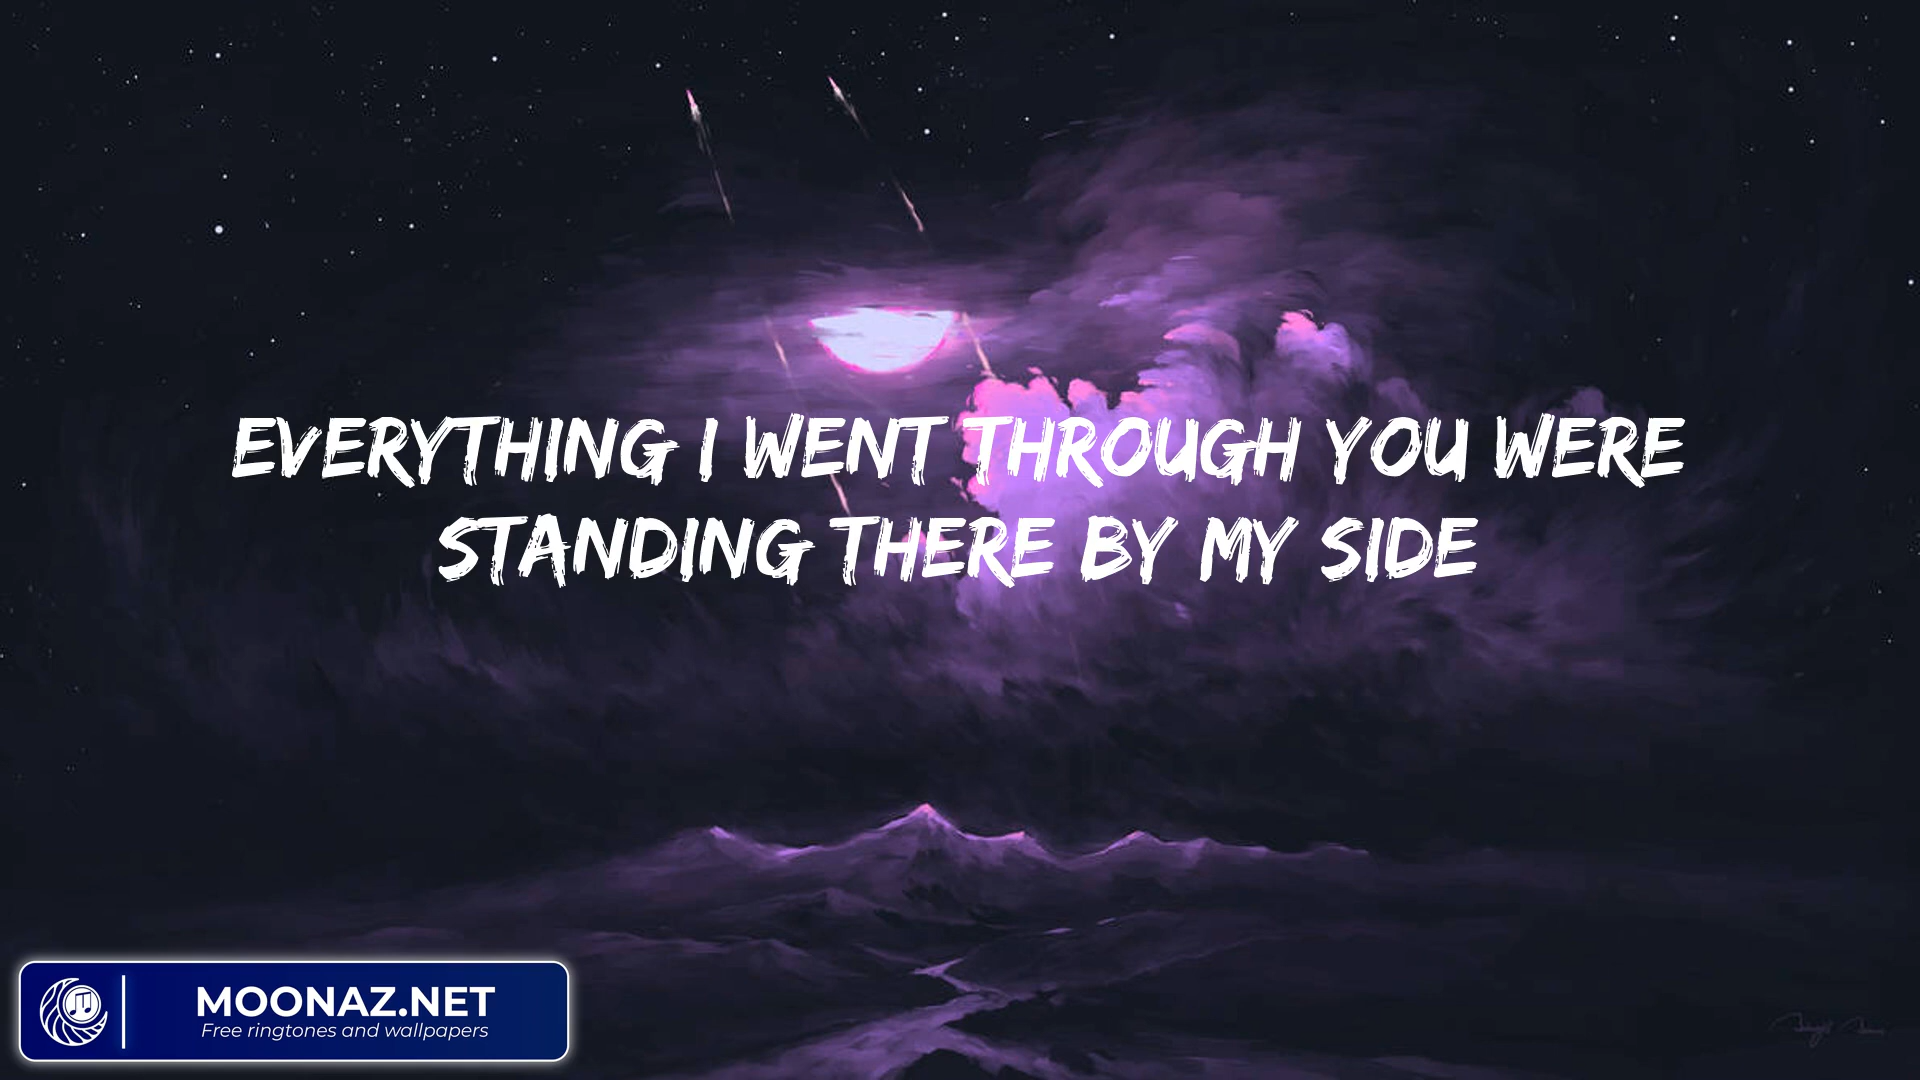 EVERYTHING I WENT THROUGH YOU WERE
STANDING THERE BY MY SIDE
MOONAZ.NET
Free ringtones and wallpapers